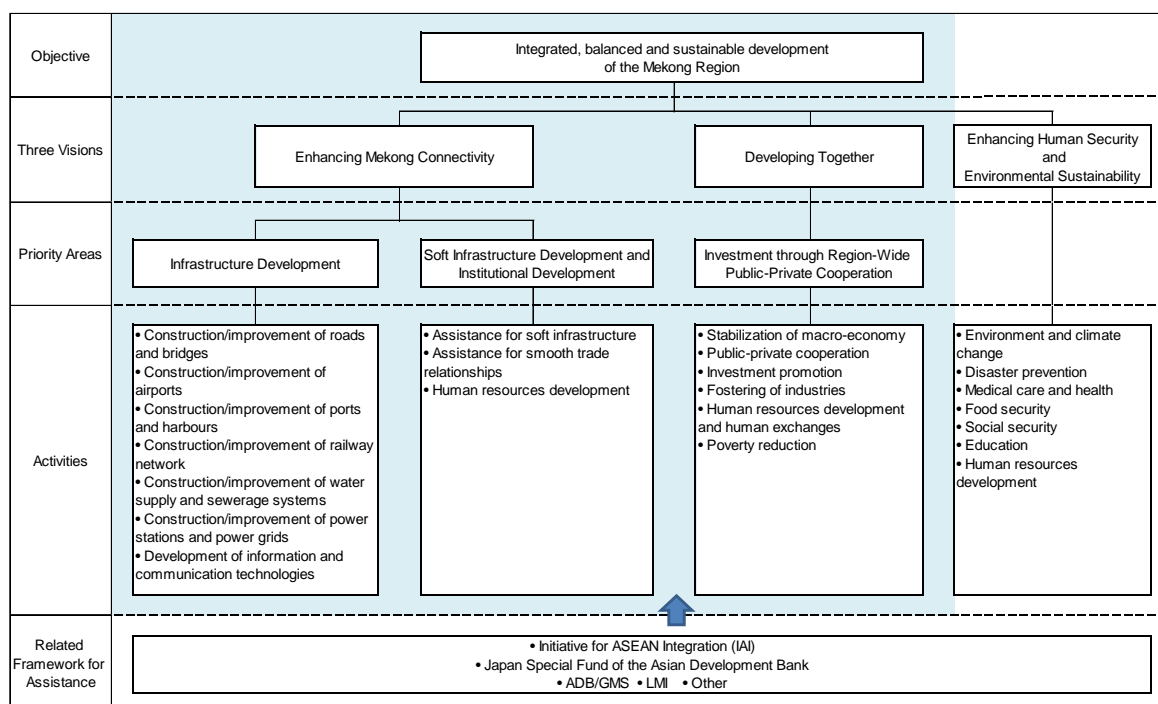 Objective
Integrated, balanced and sustainable development
of the Mekong Region
Three Visions
Enhancing Mekong Connectivity
Developing Together
Enhancing Human Security
and
Environmental Sustainability
Priority Areas
Infrastructure Development
Soft Infrastructure Development and
Institutional Development
Investment through Region-Wide
Public-Private Cooperation
Activities
• Construction/improvement of roads
and bridges
• Construction/improvement of
airports
• Construction/improvement of ports
and harbours
• Construction/improvement of railway
network
• Construction/improvement of water
supply and sewerage systems
• Construction/improvement of power
stations and power grids
• Development of information and
communication technologies
• Assistance for soft infrastructure
• Assistance for smooth trade
relationships
• Human resources development
• Stabilization of macro-economy
• Public-private cooperation
• Investment promotion
• Fostering of industries
• Human resources development
and human exchanges
• Poverty reduction
• Environment and climate
change
• Disaster prevention
• Medical care and health
• Food security
• Social security
• Education
• Human resources
development
Related
Framework for
Assistance
• Initiative for ASEAN Integration (IAI)
• Japan Special Fund of the Asian Development Bank
• ADB/GMS • LMI • Other